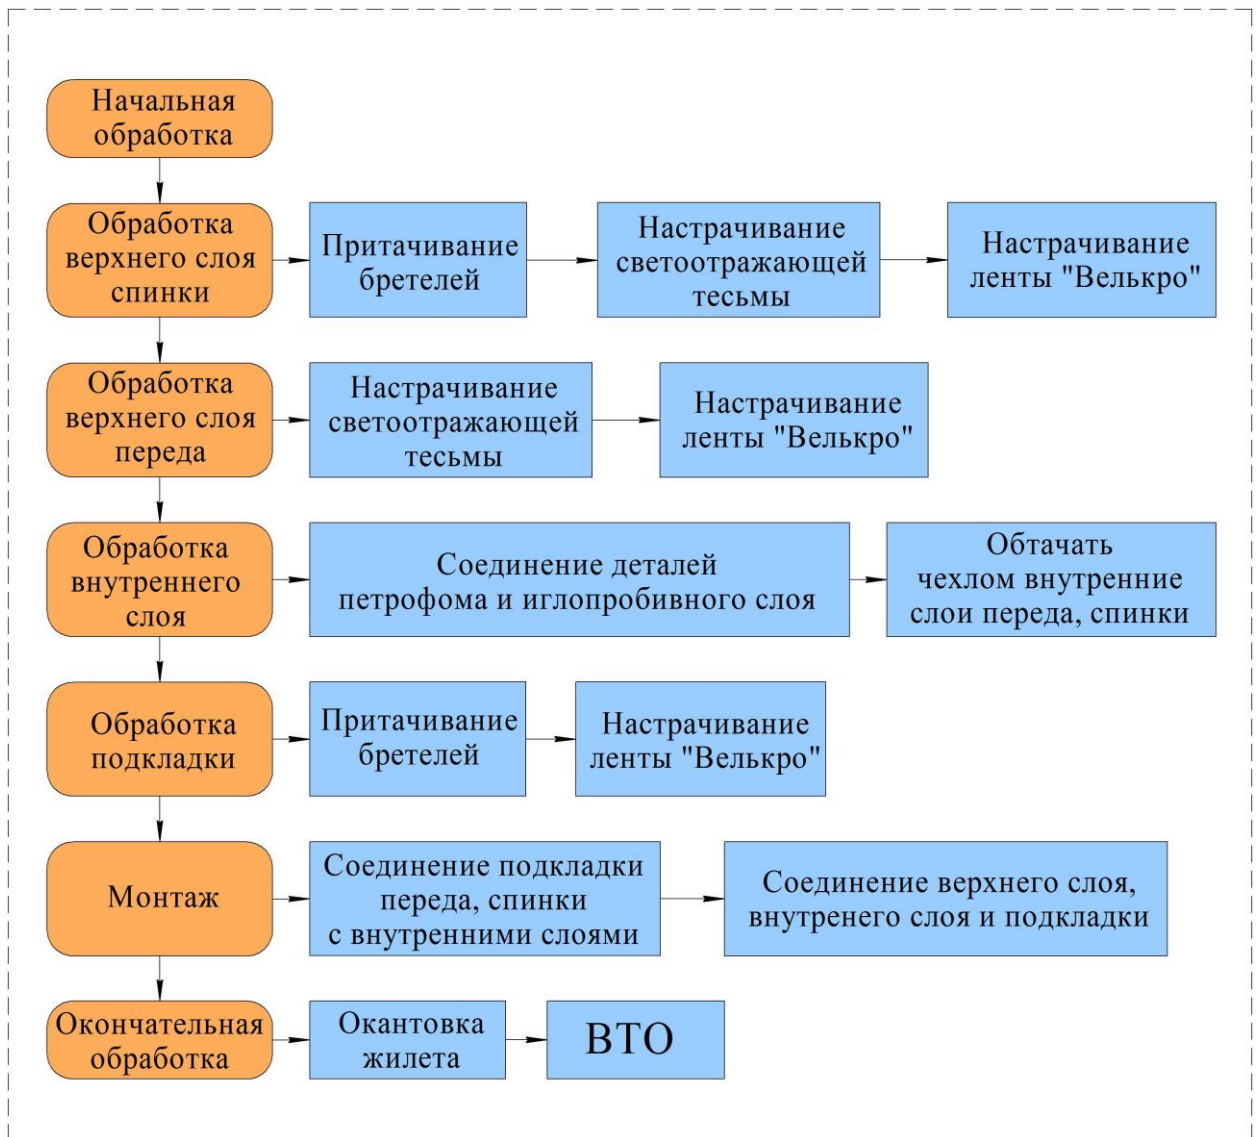 Начальная
обработка
Обработка
верхнего слоя
спинки
Притачивание
бретелей
Настрачивание
светоотражающей
тесьмы
Настрачивание
ленты "Велькро"
Обработка
верхнего слоя
переда
Настрачивание
светоотражающей
тесьмы
Настрачивание
ленты "Велькро"
Обработка
внутреннего
слоя
Соединение деталей
петрофома и иглопробивного слоя
Обтачать
чехлом внутренние
слои переда, спинки
Обработка
подкладки
Притачивание
бретелей
Настрачивание
ленты "Велькро"
Монтаж
Соединение подкладки
переда, спинки
с внутренними слоями
Соединение верхнего слоя,
внутренего слоя и подкладки
Окончательная
обработка
Окантовка
жилета
ВТО